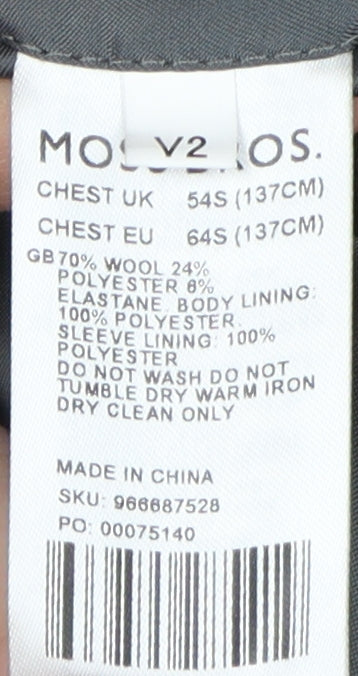 V2
MOSS BROS.
CHEST UK 54S (137CM)
CHEST EU 64S (137CM)
GB 70% WOOL 24%
POLYESTER 6%
ELASTANE. BODY LINING:
100% POLYESTER.
SLEEVE LINING: 100%
POLYESTER
DO NOT WASH DO NOT
TUMBLE DRY WARM IRON
DRY CLEAN ONLY
MADE IN CHINA
SKU: 966687528
PO: 00075140